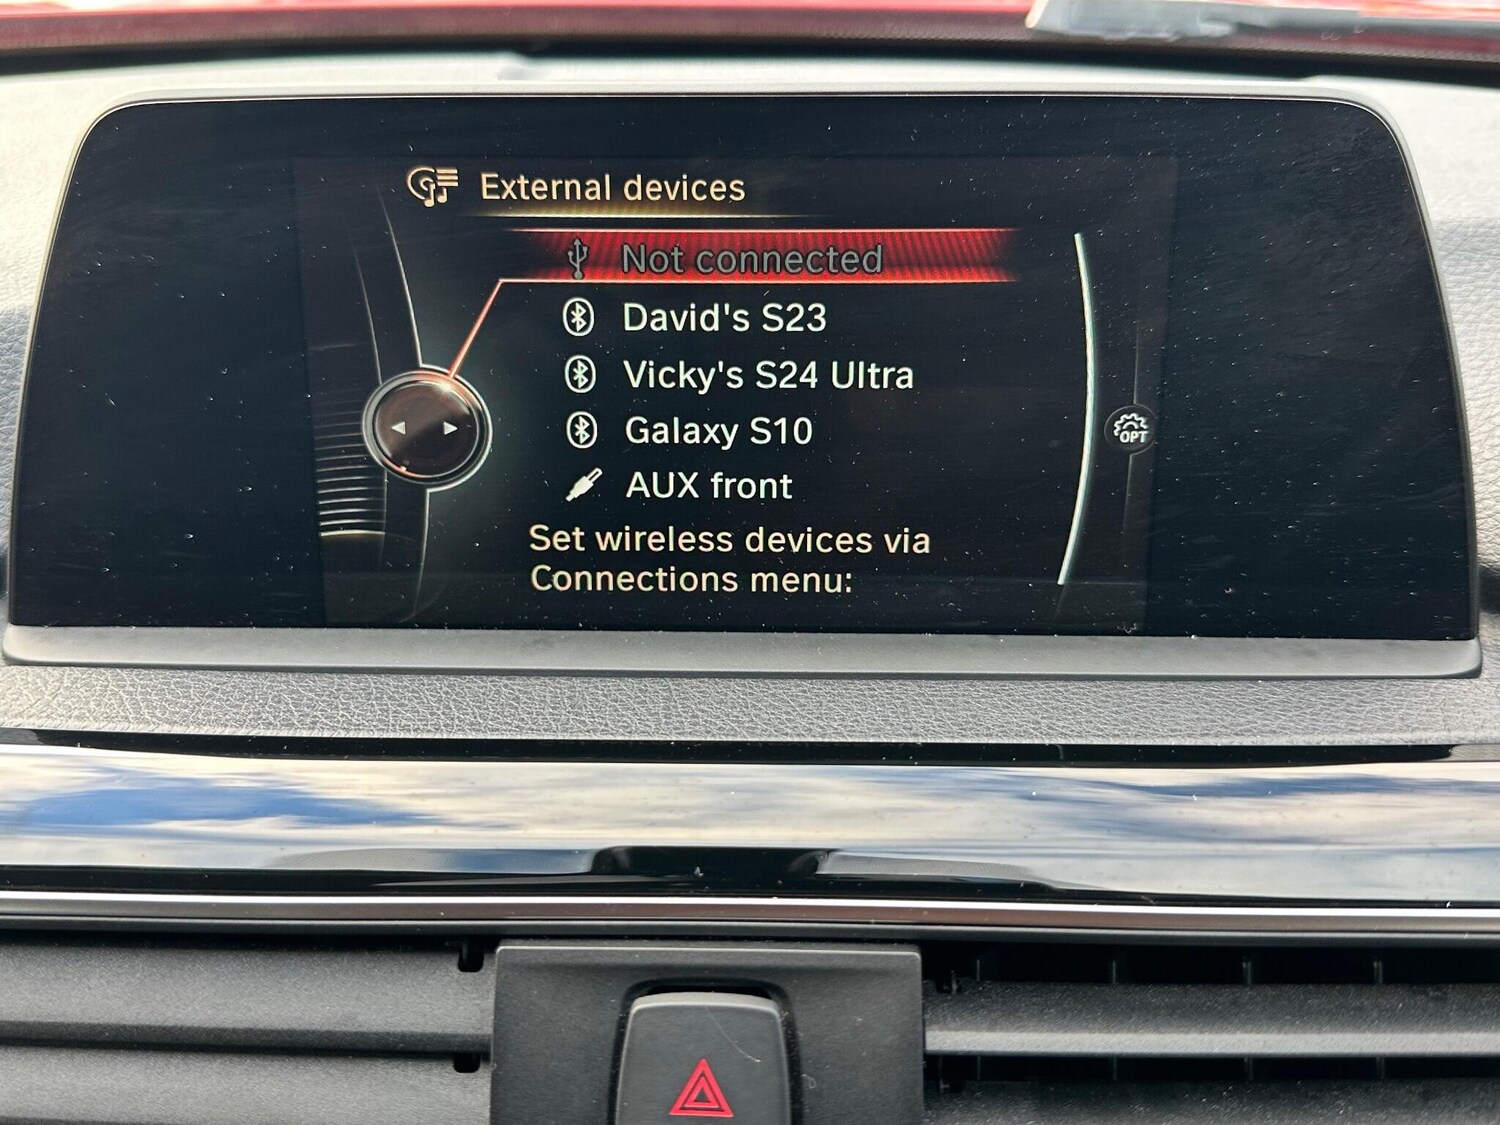 External devices
Not connected
David's S23
Vicky's S24 Ultra
Galaxy S10
OPT
AUX front
Set wireless devices via
Connections menu: